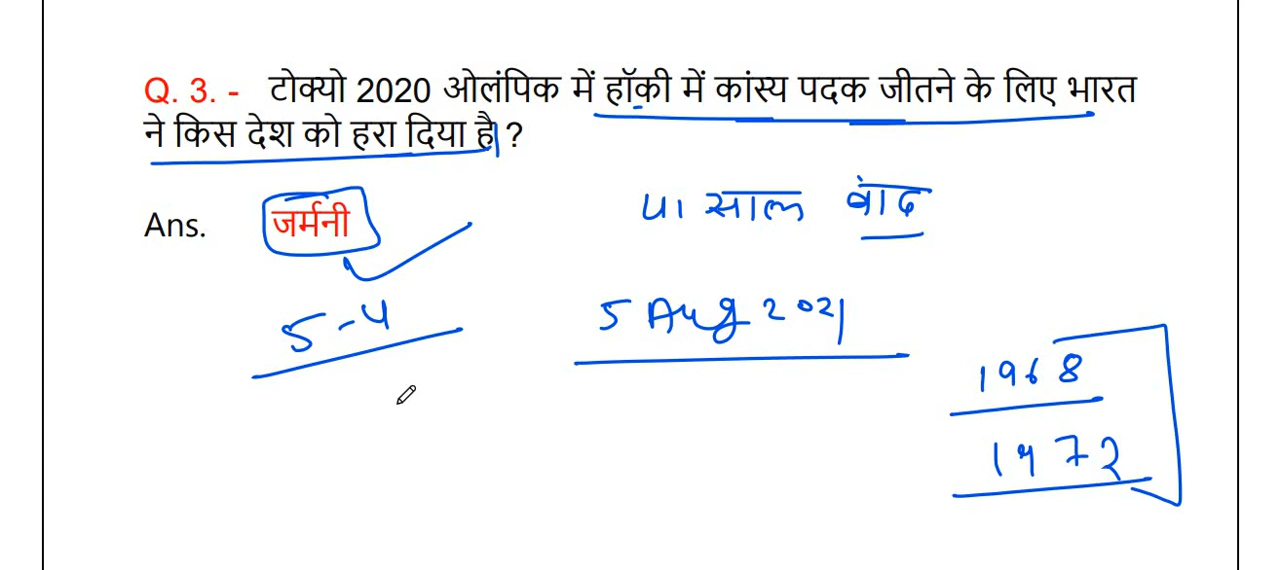 Q. 3. - टोक्यो 2020 ओलंपिक में हॉकी में कांस्य पदक जीतने के लिए भारत
ने किस देश को हरा दिया है| ?
Ans. जर्मनी
41 साल बाद
5-4
5 Aug 2021
1968
1972